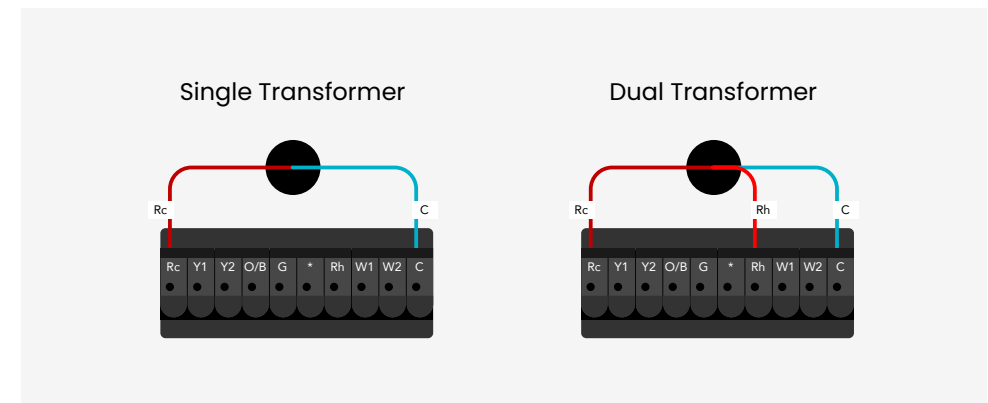 Single Transformer
Dual Transformer
Rc
C
Rc
Rh
C
Rc Y1 Y2 O/B G * Rh W1 W2 C
Rc Y1 Y2 O/B G * Rh W1 W2 C